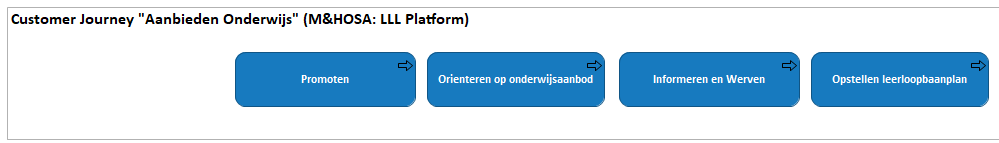 Customer Journey "Aanbieden Onderwijs" (M&HOSA: LLL Platform)
Promoten
Orienteren op onderwijsaanbod
Informeren en Werven
Opstellen leerloopbaanplan